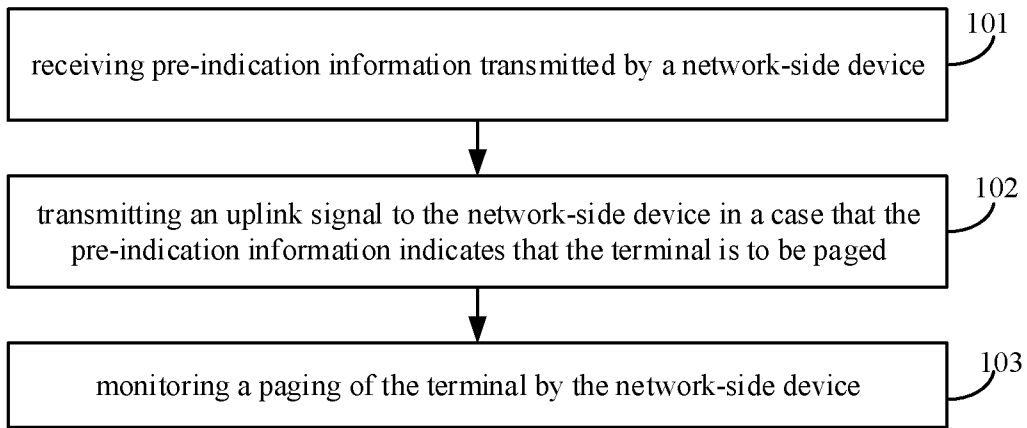 101
receiving pre-indication information transmitted by a network-side device
102
transmitting an uplink signal to the network-side device in a case that the
pre-indication information indicates that the terminal is to be paged
103
monitoring a paging of the terminal by the network-side device